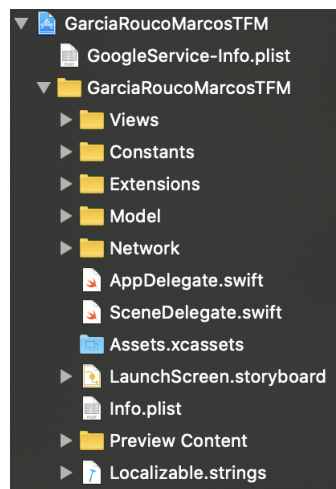 GarciaRoucoMarcosTFM
GoogleService-Info.plist
GarciaRoucoMarcosTFM
Views
Constants
Extensions
Model
Network
AppDelegate.swift
SceneDelegate.swift
Assets.xcassets
LaunchScreen.storyboard
Info.plist
Preview Content
Localizable.strings